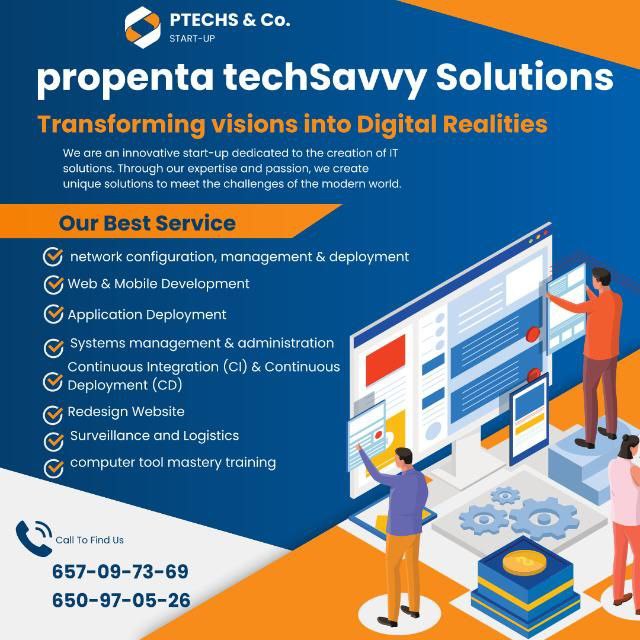 PTECHS & Co.
START-UP
propenta techSavvy Solutions
Transforming visions into Digital Realities
We are an innovative start-up dedicated to the creation of IT
solutions. Through our expertise and passion, we create
unique solutions to meet the challenges of the modern world.
Our Best Service
network configuration, management & deployment
Web & Mobile Development
Application Deployment
Systems management & administration
Continuous Integration (CI) & Continuous
Deployment (CD)
Redesign Website
Surveillance and Logistics
computer tool mastery training
Call To Find Us
657-09-73-69
650-97-05-26